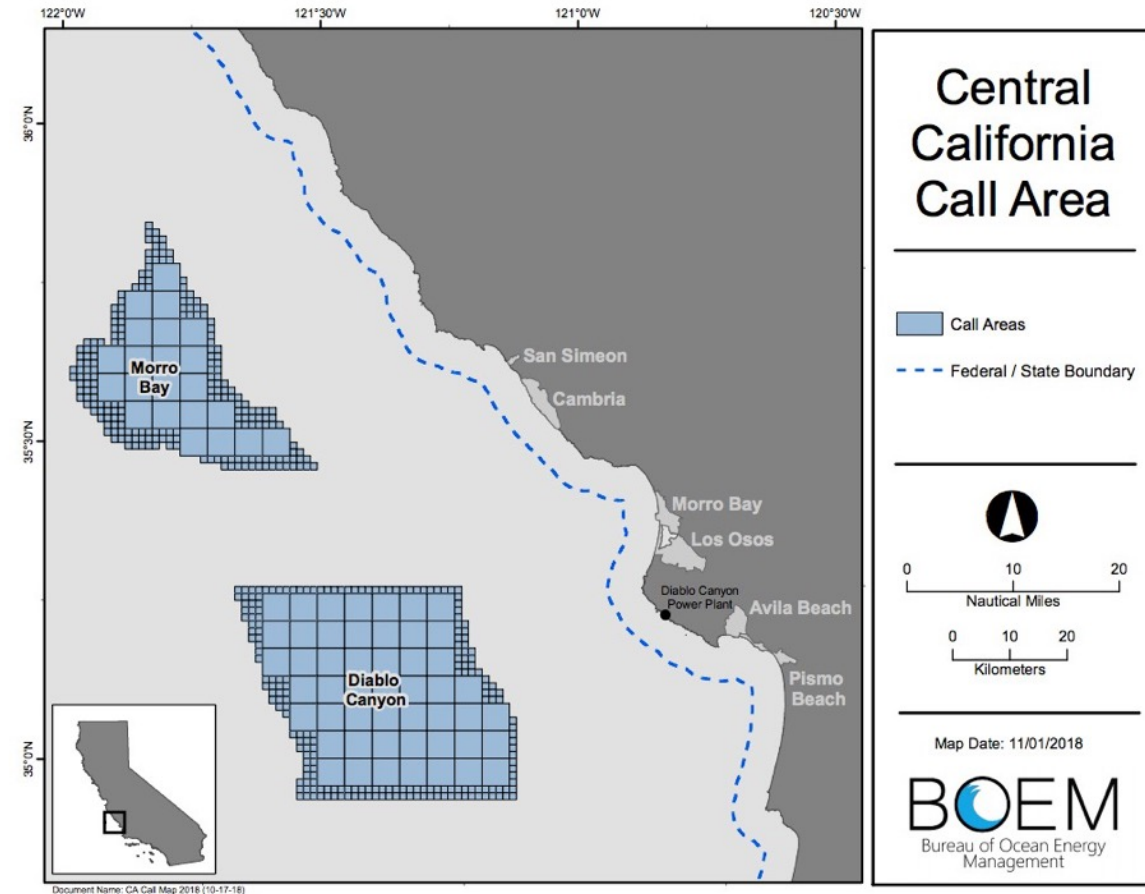 122°0'W
121°30'W
121°0'W
120°30'W
36°0'N
35°30'N
35°0'N
Morro
Bay
San Simeon
Cambria
Morro Bay
Los Osos
Diablo Canyon
Power Plant
Avila Beach
Pismo
Beach
Diablo
Canyon
Document Name: CA Call Map 2018 (10-17-18)
Central
California
Call Area
Call Areas
Federal / State Boundary
0 10 20
Nautical Miles
0 10 20
Kilometers
Map Date: 11/01/2018
BOEM
Bureau of Ocean Energy
Management